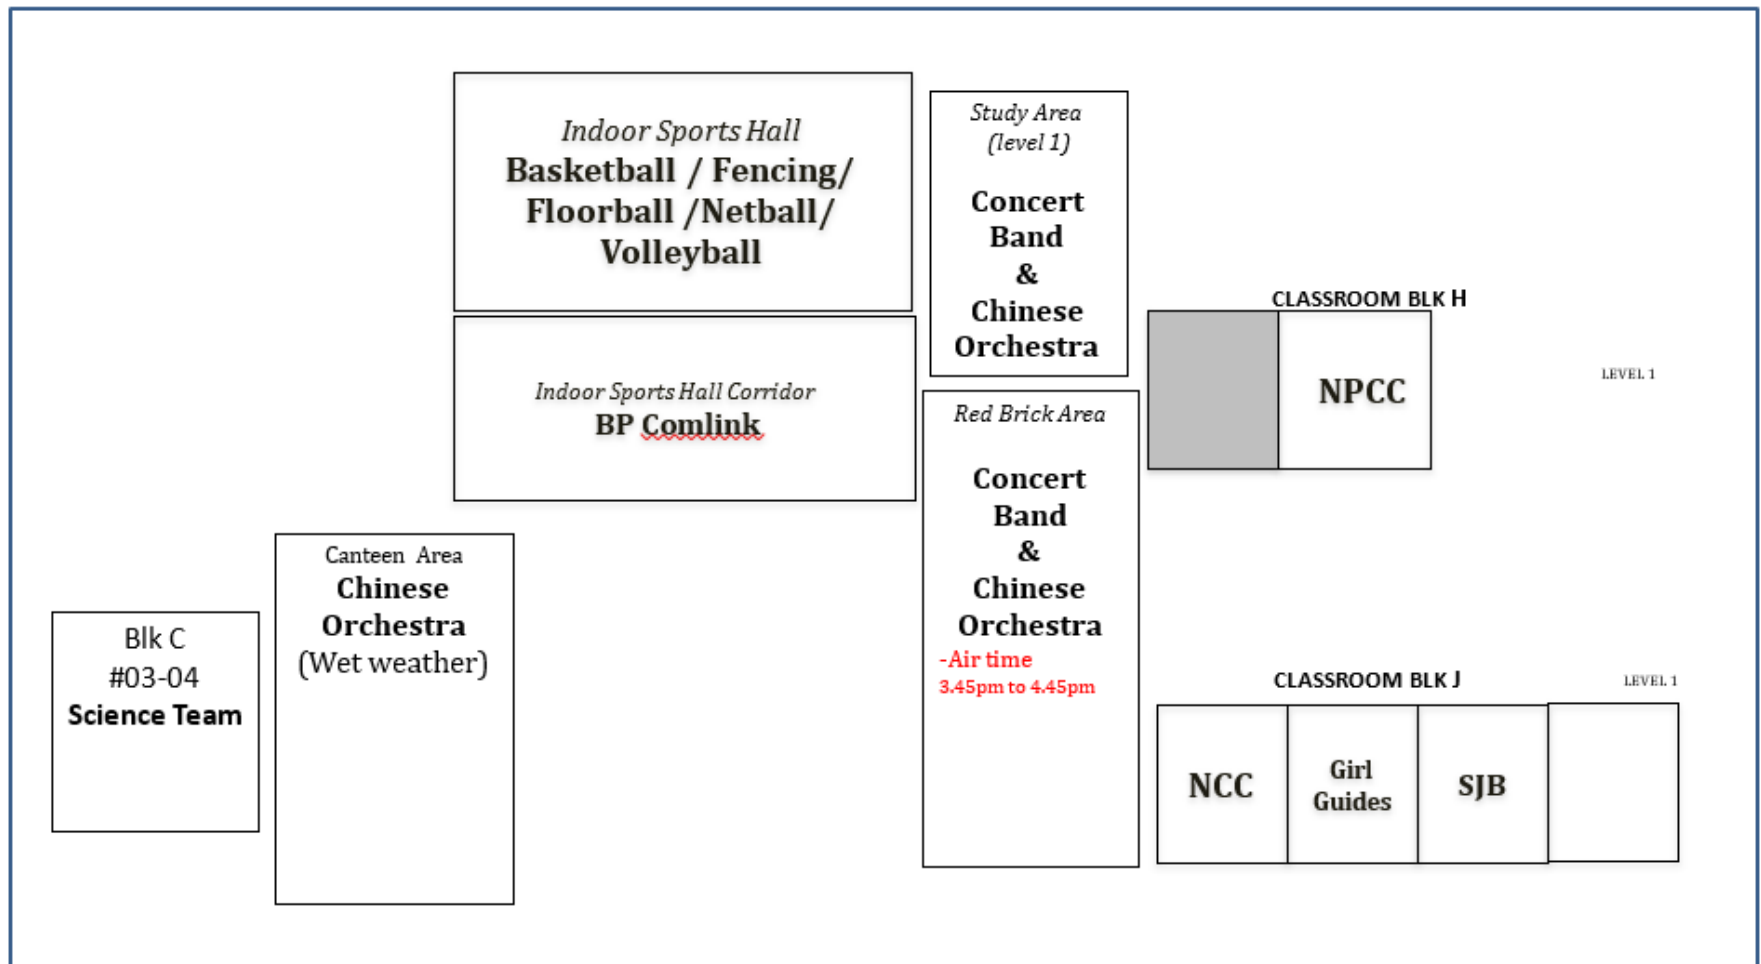 Indoor Sports Hall
Basketball / Fencing/
Floorball /Netball/
Volleyball
Study Area
(level 1)
Concert
Band
&
Chinese
Orchestra
CLASSROOM BLK H
NPCC
LEVEL 1
Indoor Sports Hall Corridor
BP Comlink
Red Brick Area
Concert
Band
&
Chinese
Orchestra
-Air time
3.45pm to 4.45pm
Canteen Area
Chinese
Orchestra
(Wet weather)
Blk C
#03-04
Science Team
CLASSROOM BLK J
LEVEL 1
NCC
Girl
Guides
SJB